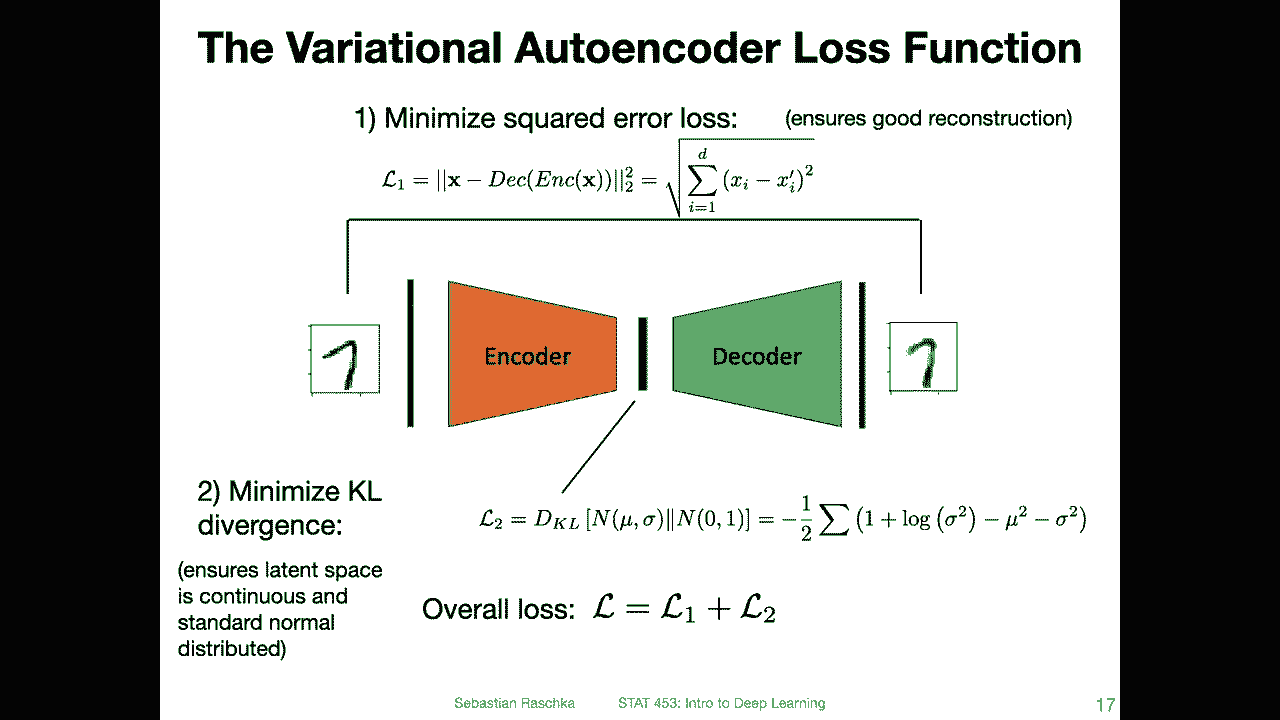 The Variational Autoencoder Loss Function
1) Minimize squared error loss: (ensures good reconstruction)
$\mathcal{L}_1 = ||\mathbf{x} - Dec(Enc(\mathbf{x}))||_2^2 = \sqrt{\sum_{i=1}^{d} (x_i - x_i')^2}$
Encoder
Decoder
2) Minimize KL
divergence:
$\mathcal{L}_2 = D_{KL} [N(\mu, \sigma) \| N(0, 1)] = -\frac{1}{2} \sum (1 + \log(\sigma^2) - \mu^2 - \sigma^2)$
(ensures latent space
is continuous and
standard normal
distributed)
Overall loss: $\mathcal{L} = \mathcal{L}_1 + \mathcal{L}_2$
Sebastian Raschka STAT 453: Intro to Deep Learning 17